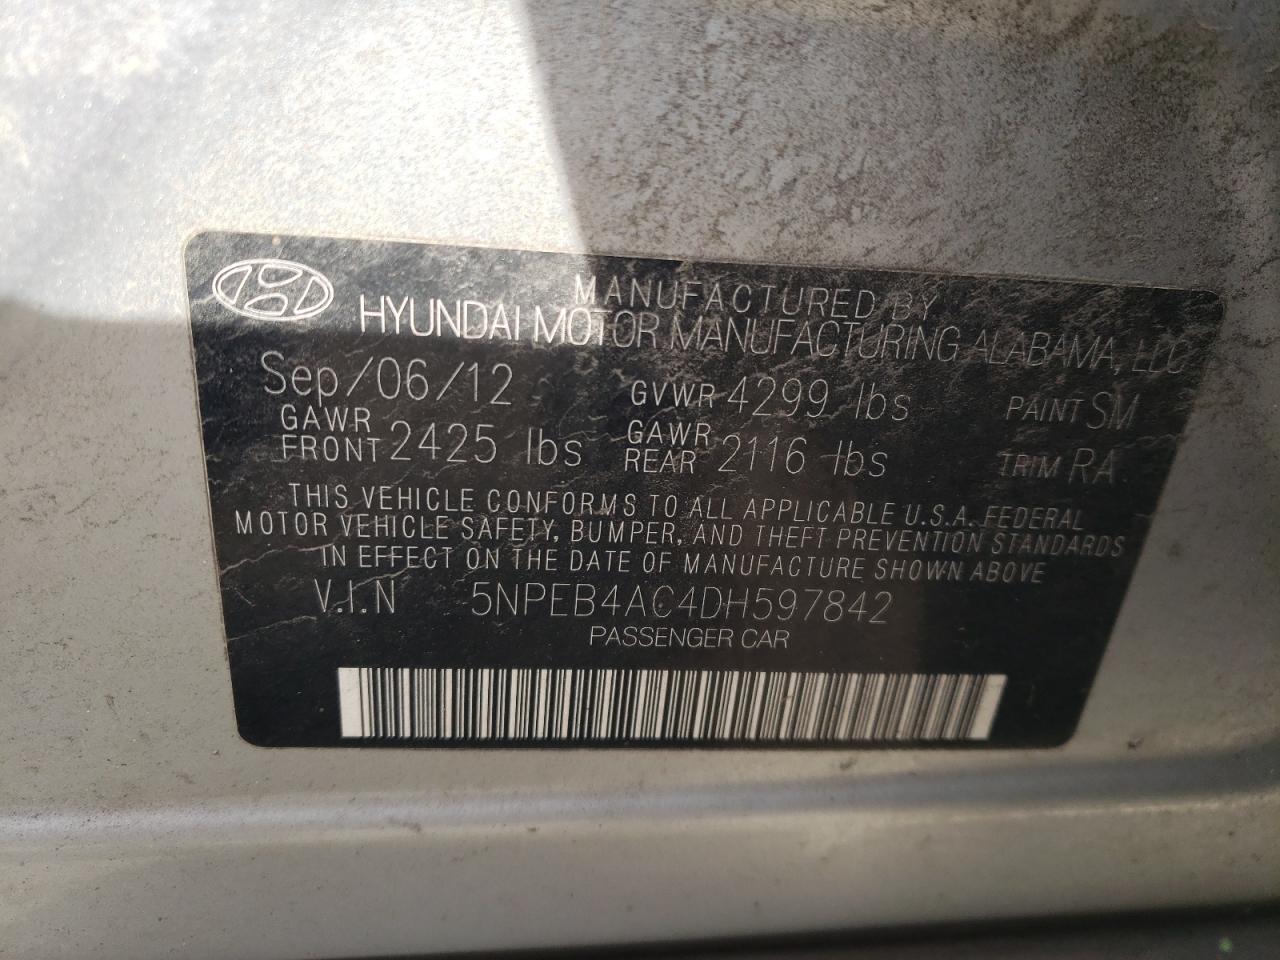 MANUFACTURED BY
HYUNDAI MOTOR MANUFACTURING ALABAMA, LLC
Sep/06/12 GVWR 4299 lbs PAINT SM
GAWR FRONT 2425 lbs GAWR REAR 2116 lbs TRIM RA
THIS VEHICLE CONFORMS TO ALL APPLICABLE U.S.A. FEDERAL
MOTOR VEHICLE SAFETY, BUMPER, AND THEFT PREVENTION STANDARDS
IN EFFECT ON THE DATE OF MANUFACTURE SHOWN ABOVE
V.I.N 5NPEB4AC4DH597842
PASSENGER CAR